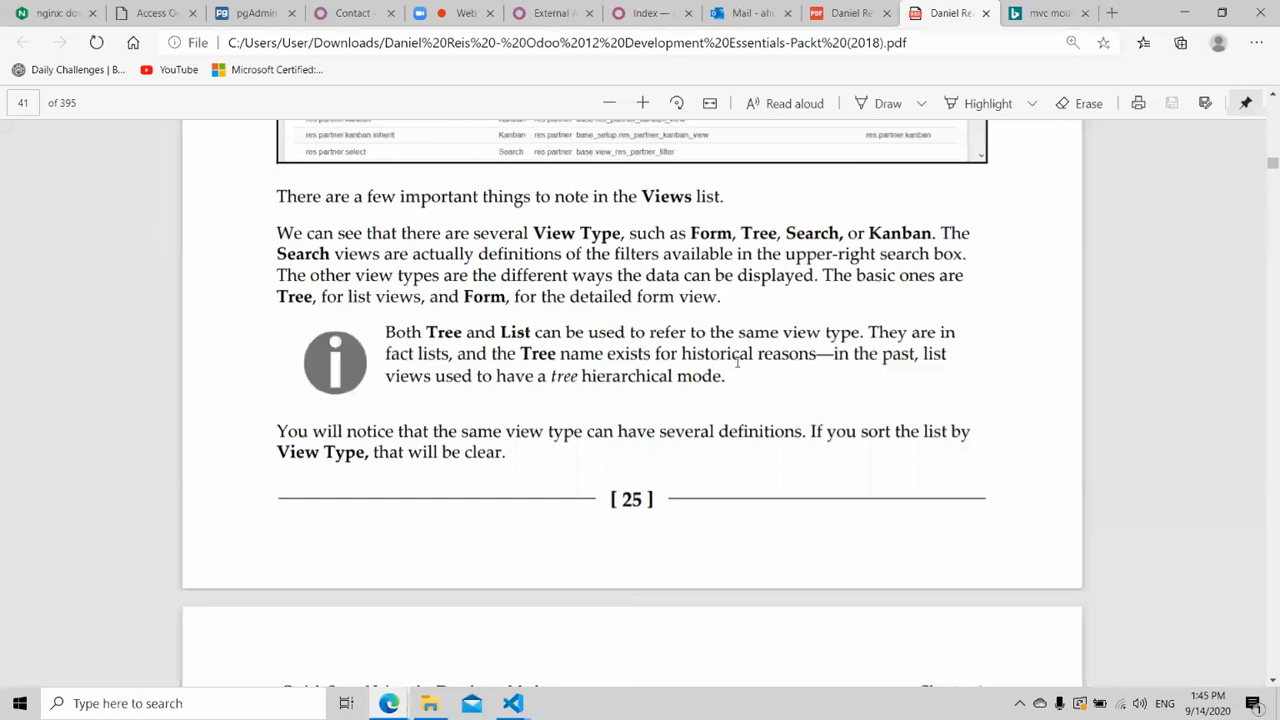 nginx do
Access O
pgAdmin
Contact
Web
External A
Index —
Mail - afn
Daniel Re
Daniel Re
mvc mo
File
C:/Users/User/Downloads/Daniel%20Reis%20-%20Odoo%2012%20Development%20Essentials-Packt%20(2018).pdf
Daily Challenges | B...
YouTube
Microsoft Certified:...
41 of 395
Read aloud
Draw
Highlight
Erase
res.partner.kanban.inherit Kanban res.partner base_setup.res_partner_kanban_view res.partner.kanban
res.partner.select Search res.partner base.view_res_partner_filter
There are a few important things to note in the Views list.
We can see that there are several View Type, such as Form, Tree, Search, or Kanban. The
Search views are actually definitions of the filters available in the upper-right search box.
The other view types are the different ways the data can be displayed. The basic ones are
Tree, for list views, and Form, for the detailed form view.
Both Tree and List can be used to refer to the same view type. They are in
fact lists, and the Tree name exists for historical reasons—in the past, list
views used to have a tree hierarchical mode.
You will notice that the same view type can have several definitions. If you sort the list by
View Type, that will be clear.
[ 25 ]
Type here to search
ENG
1:45 PM
9/14/2020